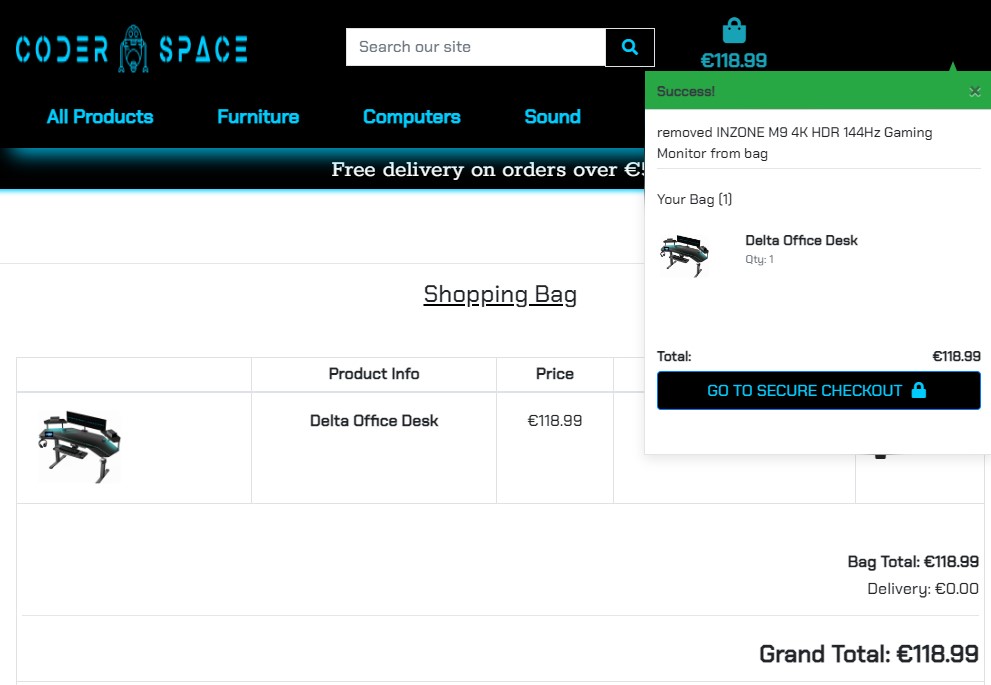 CODER SPACE
Search our site
€118.99
All Products Furniture Computers Sound
Free delivery on orders over
Success! ×
removed INZONE M9 4K HDR 144Hz Gaming
Monitor from bag
Your Bag (1)
Delta Office Desk
Qty: 1
Total: €118.99
GO TO SECURE CHECKOUT
Shopping Bag
Product Info Price
Delta Office Desk €118.99
Bag Total: €118.99
Delivery: €0.00
Grand Total: €118.99